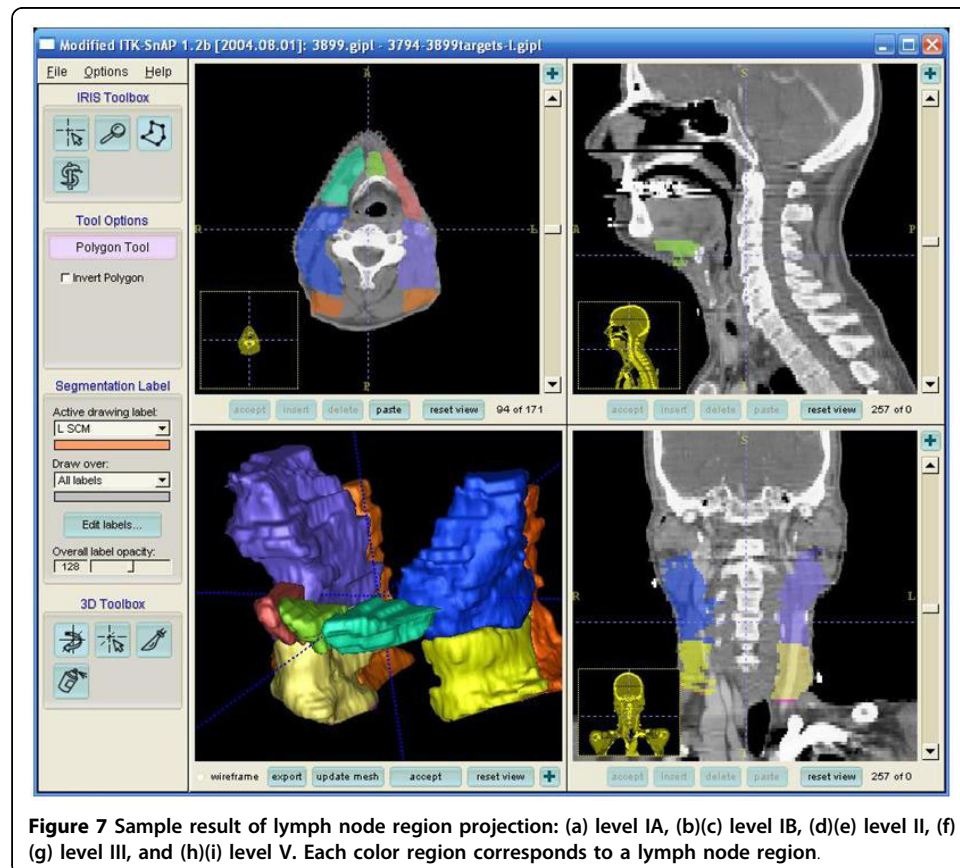 Modified ITK-SnAP 1.2b [2004.08.01]: 3899.gipl - 3794-3899targets-l.gipl
File Options Help
IRIS Toolbox
Tool Options
Polygon Tool
Invert Polygon
Segmentation Label
Active drawing label:
L SCM
Draw over:
All labels
Edit labels...
Overall label opacity:
128
3D Toolbox
A
R
L
P
accept insert delete paste reset view 94 of 171
S
A
P
I
accept insert delete paste reset view 257 of 0
wireframe export update mesh accept reset view
S
R
L
I
accept insert delete paste reset view 257 of 0
Figure 7 Sample result of lymph node region projection: (a) level IA, (b)(c) level IB, (d)(e) level II, (f)
(g) level III, and (h)(i) level V. Each color region corresponds to a lymph node region.